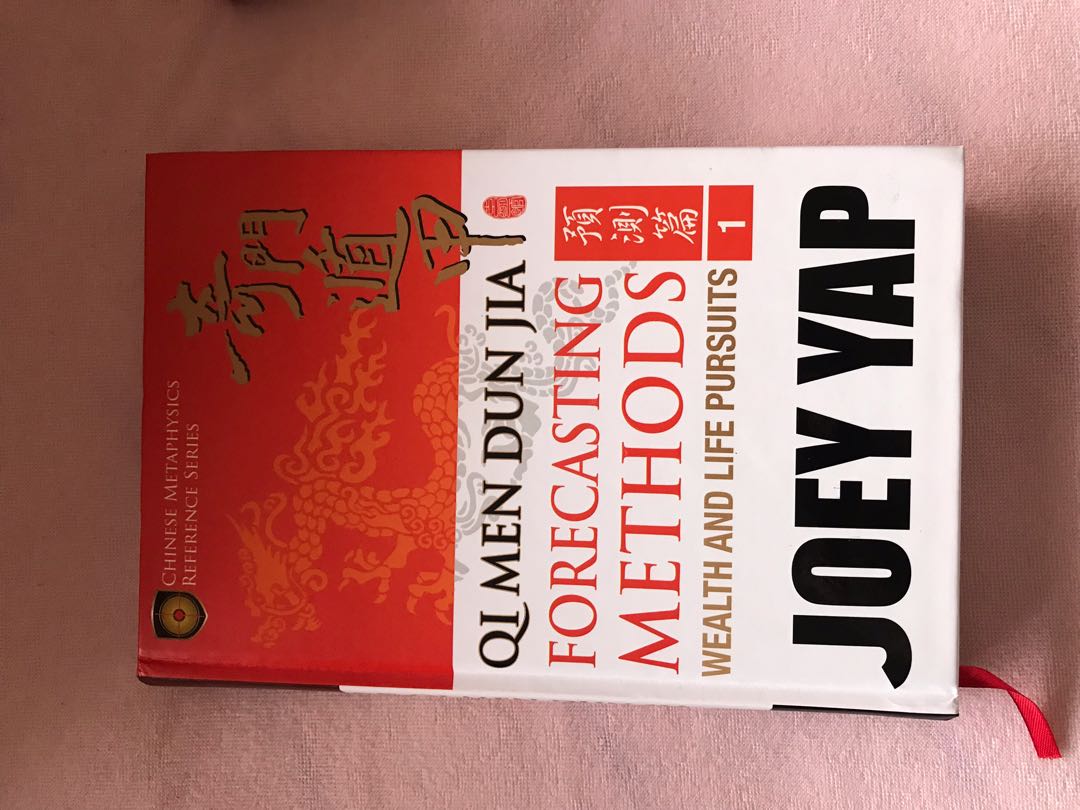 CHINESE METAPHYSICS
REFERENCE SERIES
奇門遁甲
QI MEN DUN JIA
FORECASTING
METHODS
預測篇
WEALTH AND LIFE PURSUITS
1
JOEY YAP